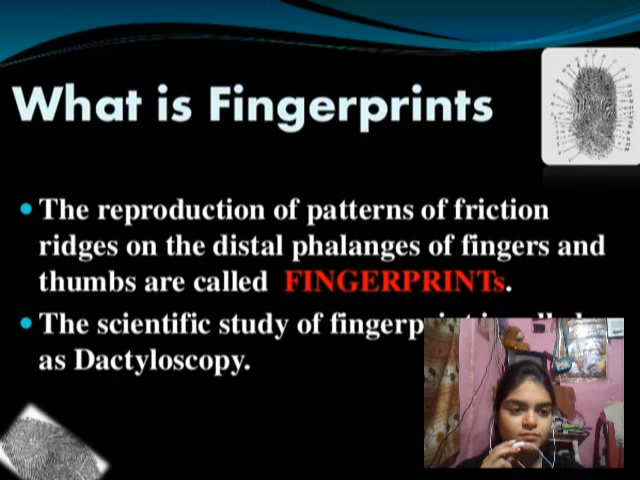 What is Fingerprints
The reproduction of patterns of friction
ridges on the distal phalanges of fingers and
thumbs are called FINGERPRINTs.
The scientific study of
as Dactyloscopy.